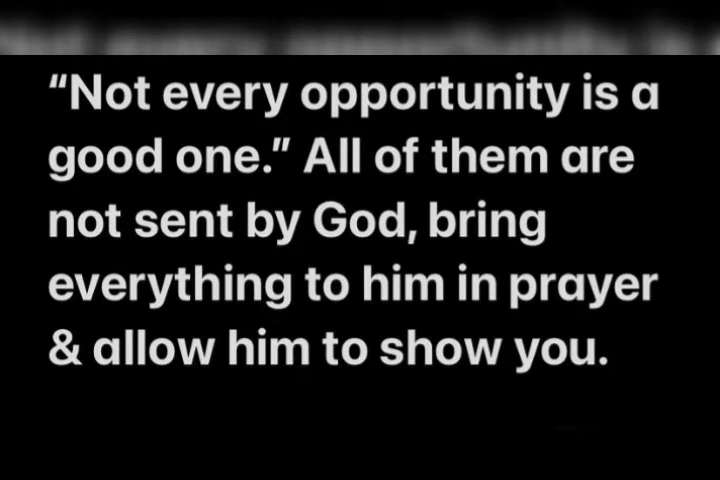 “Not every opportunity is a
good one.” All of them are
not sent by God, bring
everything to him in prayer
& allow him to show you.